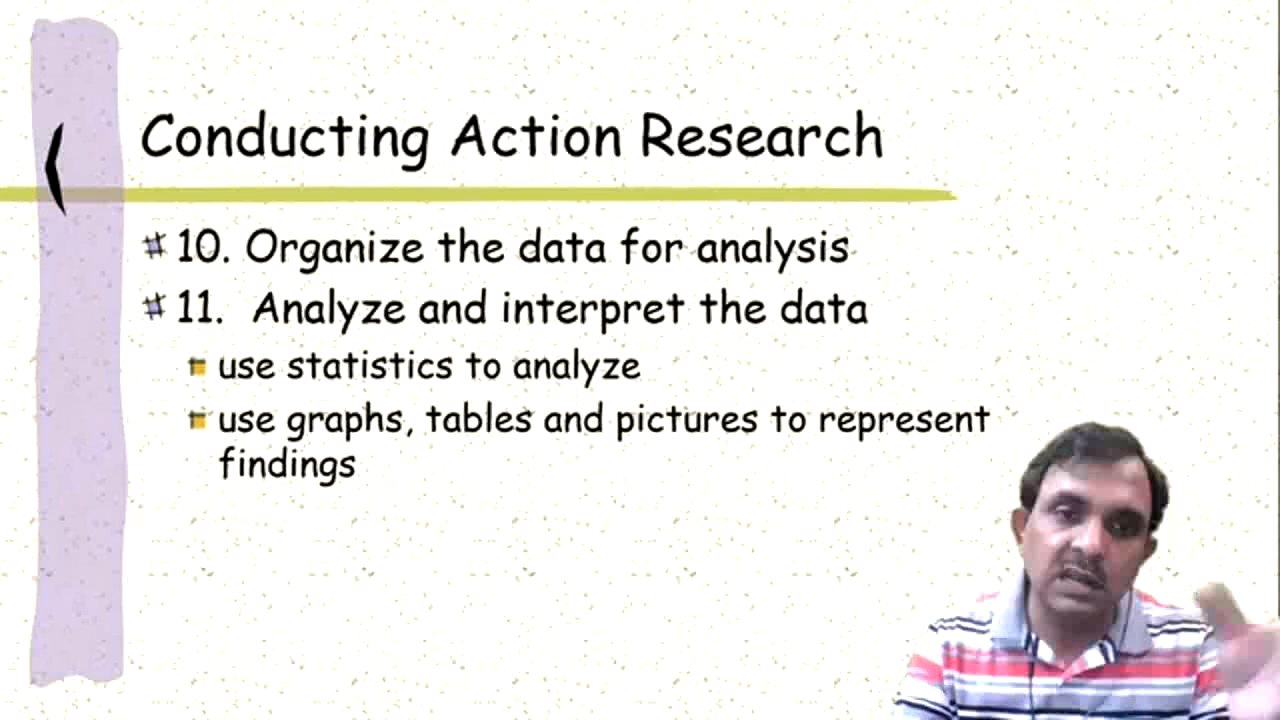 Conducting Action Research
10. Organize the data for analysis
11. Analyze and interpret the data
use statistics to analyze
use graphs, tables and pictures to represent
findings